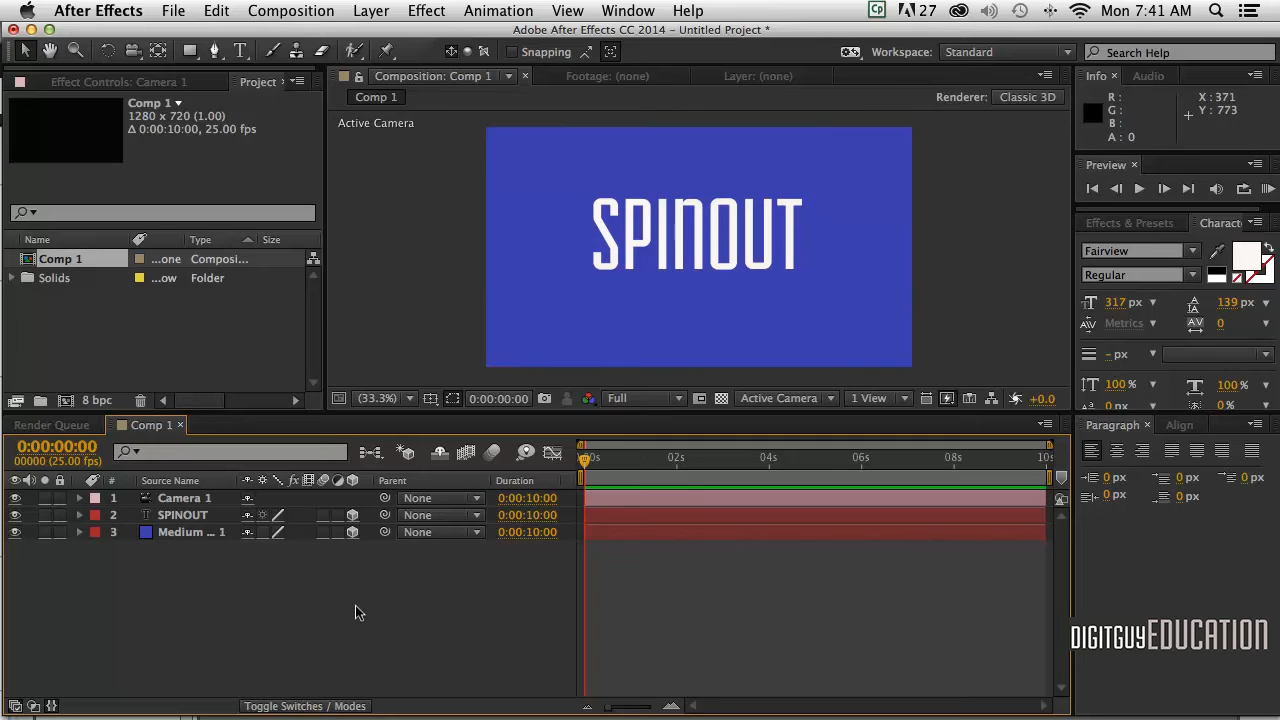 After Effects File Edit Composition Layer Effect Animation View Window Help 27 Mon 7:41 AM
Adobe After Effects CC 2014 - Untitled Project *
Snapping Workspace: Standard Search Help
Effect Controls: Camera 1 Project
Comp 1
1280 x 720 (1.00)
Δ 0:00:10:00, 25.00 fps
Name Type Size
Comp 1 ...one Composi...
Solids ...ow Folder
8 bpc
Composition: Comp 1 Footage: (none) Layer: (none)
Comp 1 Renderer: Classic 3D
Active Camera
SPINOUT
(33.3%) 0:00:00:00 Full Active Camera 1 View +0.0
Info Audio
R : X : 371
G : Y : 773
B :
A : 0
Preview
Effects & Presets Charact
Fairview
Regular
317 px 139 px
Metrics 0
- px
100 % 100 %
0 px 0 %
Render Queue Comp 1
0:00:00:00
00000 (25.00 fps)
00s 02s 04s 06s 08s 10s
# Source Name Parent Duration
1 Camera 1 None 0:00:10:00
2 SPINOUT None 0:00:10:00
3 Medium ... 1 None 0:00:10:00
Toggle Switches / Modes
Paragraph Align
0 px 0 px 0 px
0 px 0 px
DIGITGUYEDUCATION